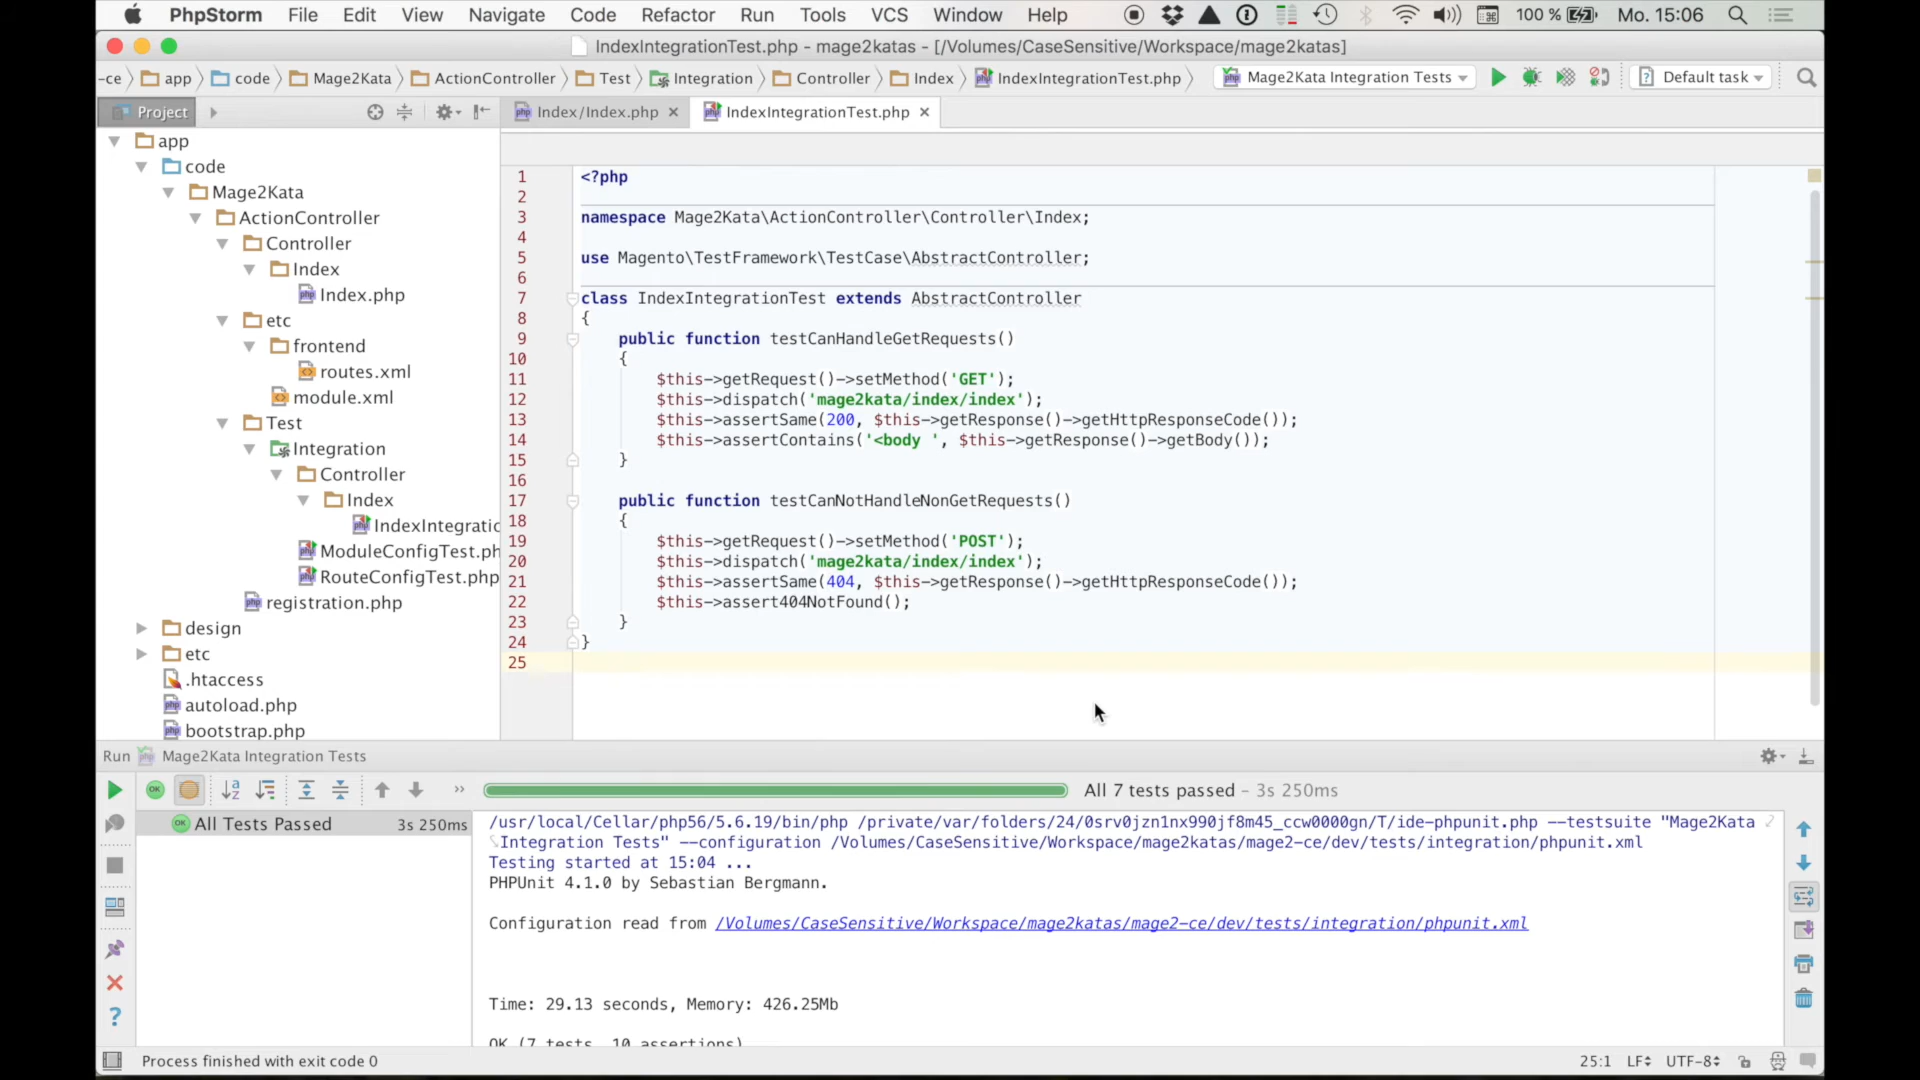 PhpStorm File Edit View Navigate Code Refactor Run Tools VCS Window Help 100 % Mo. 15:06
IndexIntegrationTest.php - mage2katas - [/Volumes/CaseSensitive/Workspace/mage2katas]
-ce app code Mage2Kata ActionController Test Integration Controller Index IndexIntegrationTest.php Mage2Kata Integration Tests Default task
Project Index/Index.php IndexIntegrationTest.php
app
code
Mage2Kata
ActionController
Controller
Index
Index.php
etc
frontend
routes.xml
module.xml
Test
Integration
Controller
Index
IndexIntegratio
ModuleConfigTest.ph
RouteConfigTest.php
registration.php
design
etc
.htaccess
autoload.php
bootstrap.php
1 <?php
2
3 namespace Mage2Kata\ActionController\Controller\Index;
4
5 use Magento\TestFramework\TestCase\AbstractController;
6
7 class IndexIntegrationTest extends AbstractController
8 {
9 public function testCanHandleGetRequests()
10 {
11 $this->getRequest()->setMethod('GET');
12 $this->dispatch('mage2kata/index/index');
13 $this->assertSame(200, $this->getResponse()->getHttpResponseCode());
14 $this->assertContains('<body ', $this->getResponse()->getBody());
15 }
16
17 public function testCanNotHandleNonGetRequests()
18 {
19 $this->getRequest()->setMethod('POST');
20 $this->dispatch('mage2kata/index/index');
21 $this->assertSame(404, $this->getResponse()->getHttpResponseCode());
22 $this->assert404NotFound();
23 }
24 }
25
Run Mage2Kata Integration Tests
All 7 tests passed – 3s 250ms
OK All Tests Passed 3s 250ms
/usr/local/Cellar/php56/5.6.19/bin/php /private/var/folders/24/0srv0jzn1nx990jf8m45_ccw0000gn/T/ide-phpunit.php --testsuite "Mage2Kata
Integration Tests" --configuration /Volumes/CaseSensitive/Workspace/mage2katas/mage2-ce/dev/tests/integration/phpunit.xml
Testing started at 15:04 ...
PHPUnit 4.1.0 by Sebastian Bergmann.
Configuration read from /Volumes/CaseSensitive/Workspace/mage2katas/mage2-ce/dev/tests/integration/phpunit.xml
Time: 29.13 seconds, Memory: 426.25Mb
OK (7 tests, 10 assertions)
Process finished with exit code 0 25:1 LF UTF-8